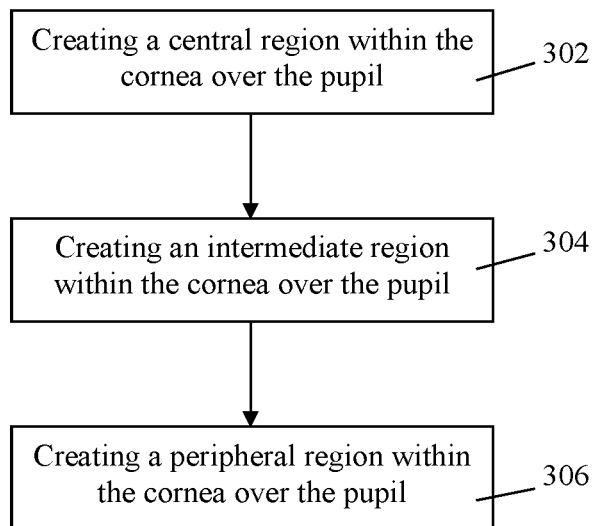 Creating a central region within the
cornea over the pupil
302
Creating an intermediate region
within the cornea over the pupil
304
Creating a peripheral region within
the cornea over the pupil
306